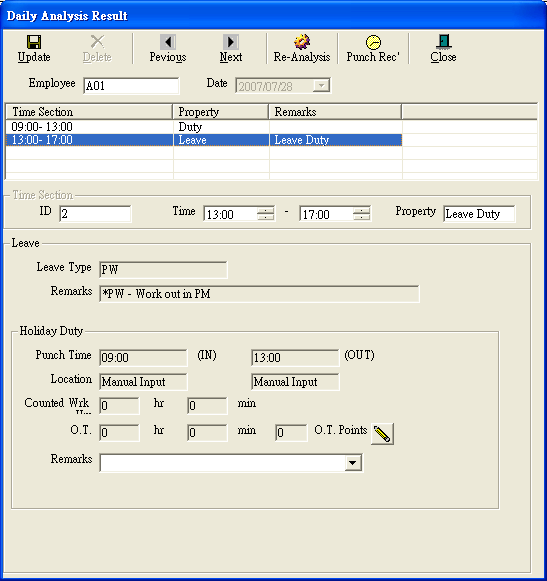 Daily Analysis Result
Update Delete Pevious Next Re-Analysis Punch Rec' Close
Employee A01 Date 2007/07/28
Time Section Property Remarks
09:00- 13:00 Duty
13:00- 17:00 Leave Leave Duty
Time Section
ID 2 Time 13:00 - 17:00 Property Leave Duty
Leave
Leave Type PW
Remarks *PW - Work out in PM
Holiday Duty
Punch Time 09:00 (IN) 13:00 (OUT)
Location Manual Input Manual Input
Counted Wrk 0 hr 0 min
O.T. 0 hr 0 min 0 O.T. Points
Remarks